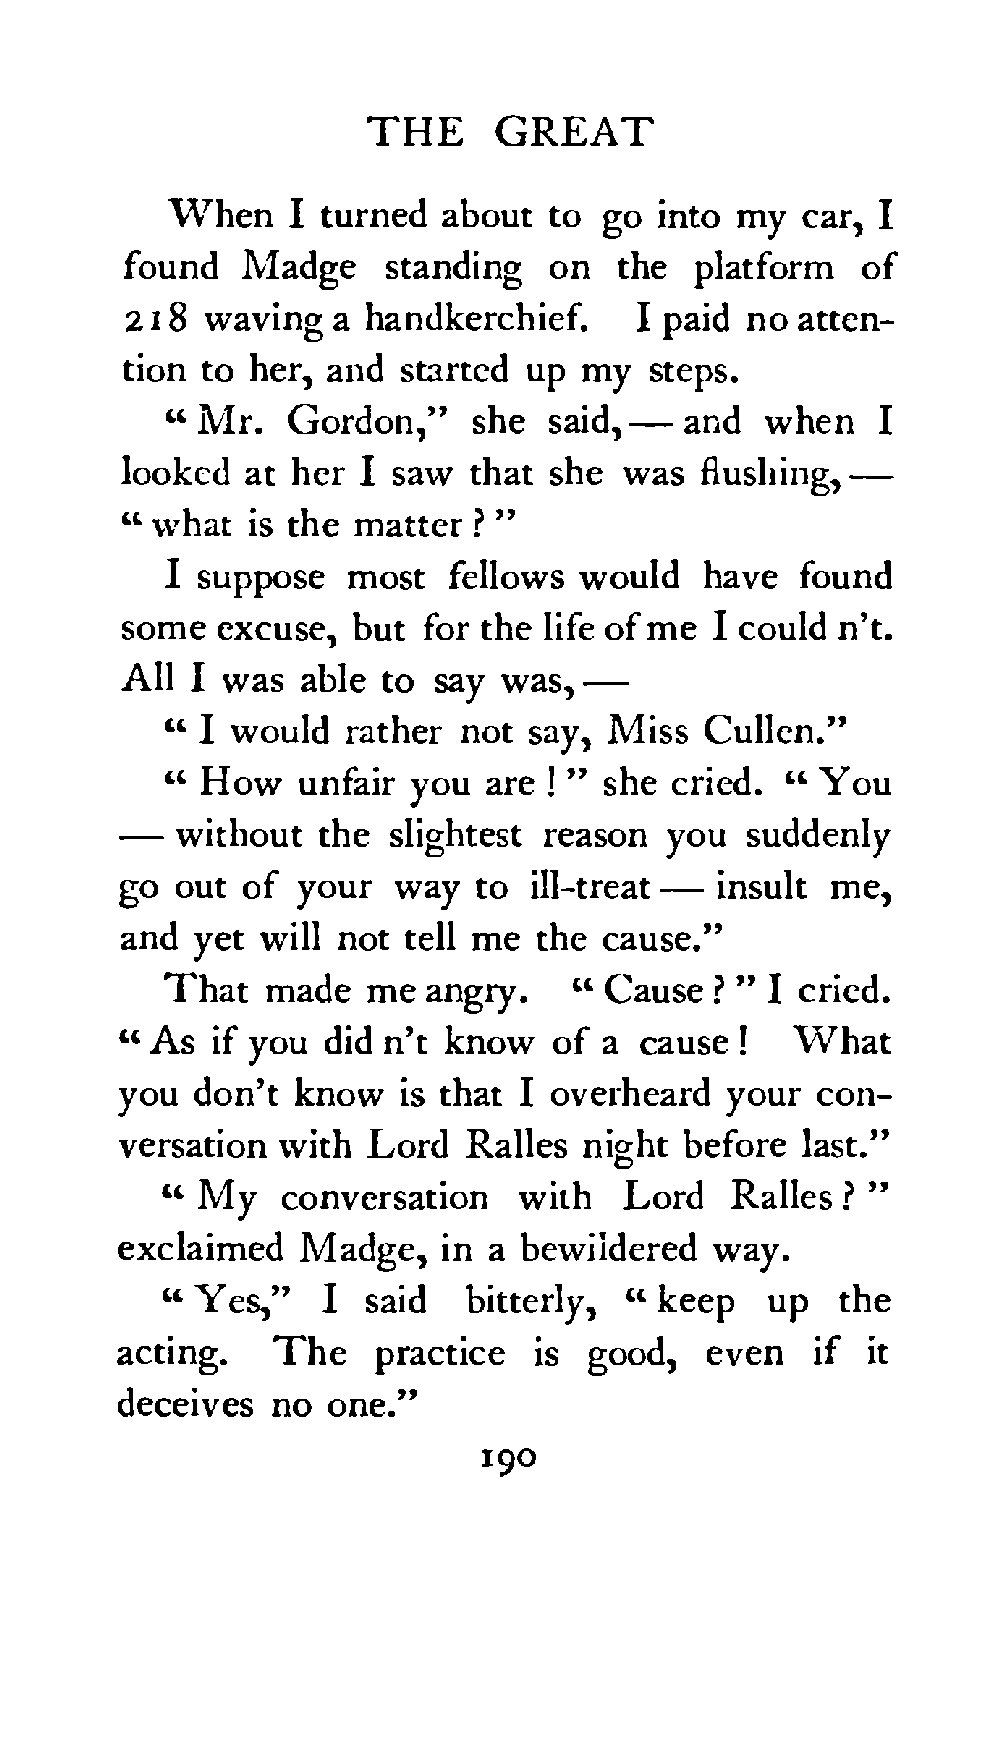 THE GREAT
When I turned about to go into my car, I
found Madge standing on the platform of
218 waving a handkerchief. I paid no atten-
tion to her, and started up my steps.
“ Mr. Gordon,” she said, — and when I
looked at her I saw that she was flushing, —
“ what is the matter ? ”
I suppose most fellows would have found
some excuse, but for the life of me I could n’t.
All I was able to say was, —
“ I would rather not say, Miss Cullen.”
“ How unfair you are ! ” she cried. “ You
— without the slightest reason you suddenly
go out of your way to ill-treat — insult me,
and yet will not tell me the cause.”
That made me angry. “ Cause ? ” I cried.
“ As if you did n’t know of a cause ! What
you don’t know is that I overheard your con-
versation with Lord Ralles night before last.”
“ My conversation with Lord Ralles ? ”
exclaimed Madge, in a bewildered way.
“ Yes,” I said bitterly, “ keep up the
acting. The practice is good, even if it
deceives no one.”
190